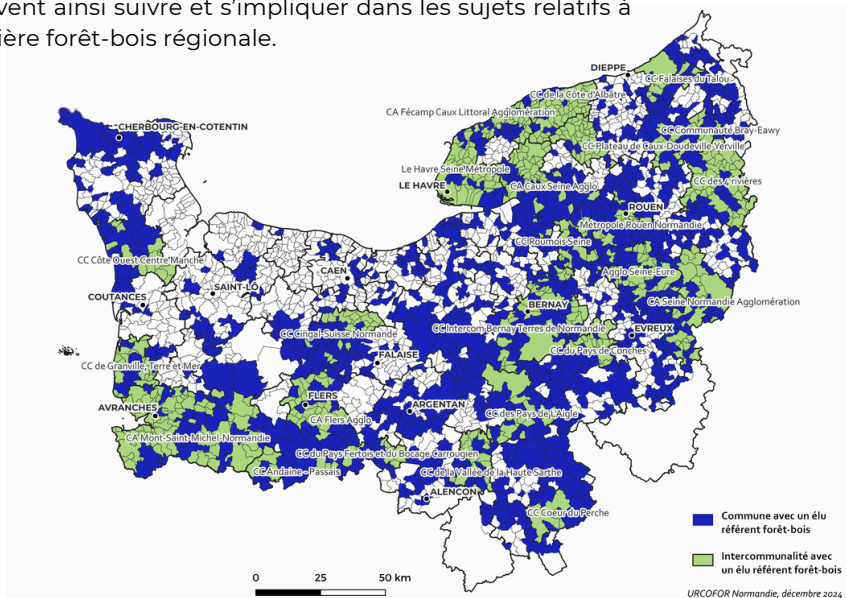 vent ainsi suivre et s’impliquer dans les sujets relatifs à
ière forêt-bois régionale.
DIEPPE
CC Falaises du Talou
CC de la Côte d'Albâtre
CHERBOURG-EN-COTENTIN
CA Fécamp Caux Littoral Agglomération
CC Communauté Bray-Eawy
CC Plateau de Caux-Doudeville-Yerville
Le Havre Seine Métropole
CC des 4 rivières
LE HAVRE
CA Caux Seine Agglo
ROUEN
Métropole Rouen Normandie
CC Roumois Seine
CC Côte Ouest Centre Manche
CAEN
Agglo Seine-Eure
SAINT-LÔ
COUTANCES
BERNAY
CA Seine Normandie Agglomération
CC Intercom Bernay Terres de Normandie
EVREUX
CC Cingal-Suisse Normande
CC du Pays de Conches
FALAISE
CC de Granville, Terre et Mer
FLERS
AVRANCHES
ARGENTAN
CC des Pays de L'Aigle
CA Flers Agglo
CA Mont-Saint-Michel-Normandie
CC du Pays Fertois et du Bocage Carrougien
CC Andaine - Passais
CC de la Vallée de la Haute Sarthe
ALENCON
CC Coeur du Perche
Commune avec un élu
référent forêt-bois
Intercommunalité avec
un élu référent forêt-bois
0 25 50 km
URCOFOR Normandie, décembre 2024